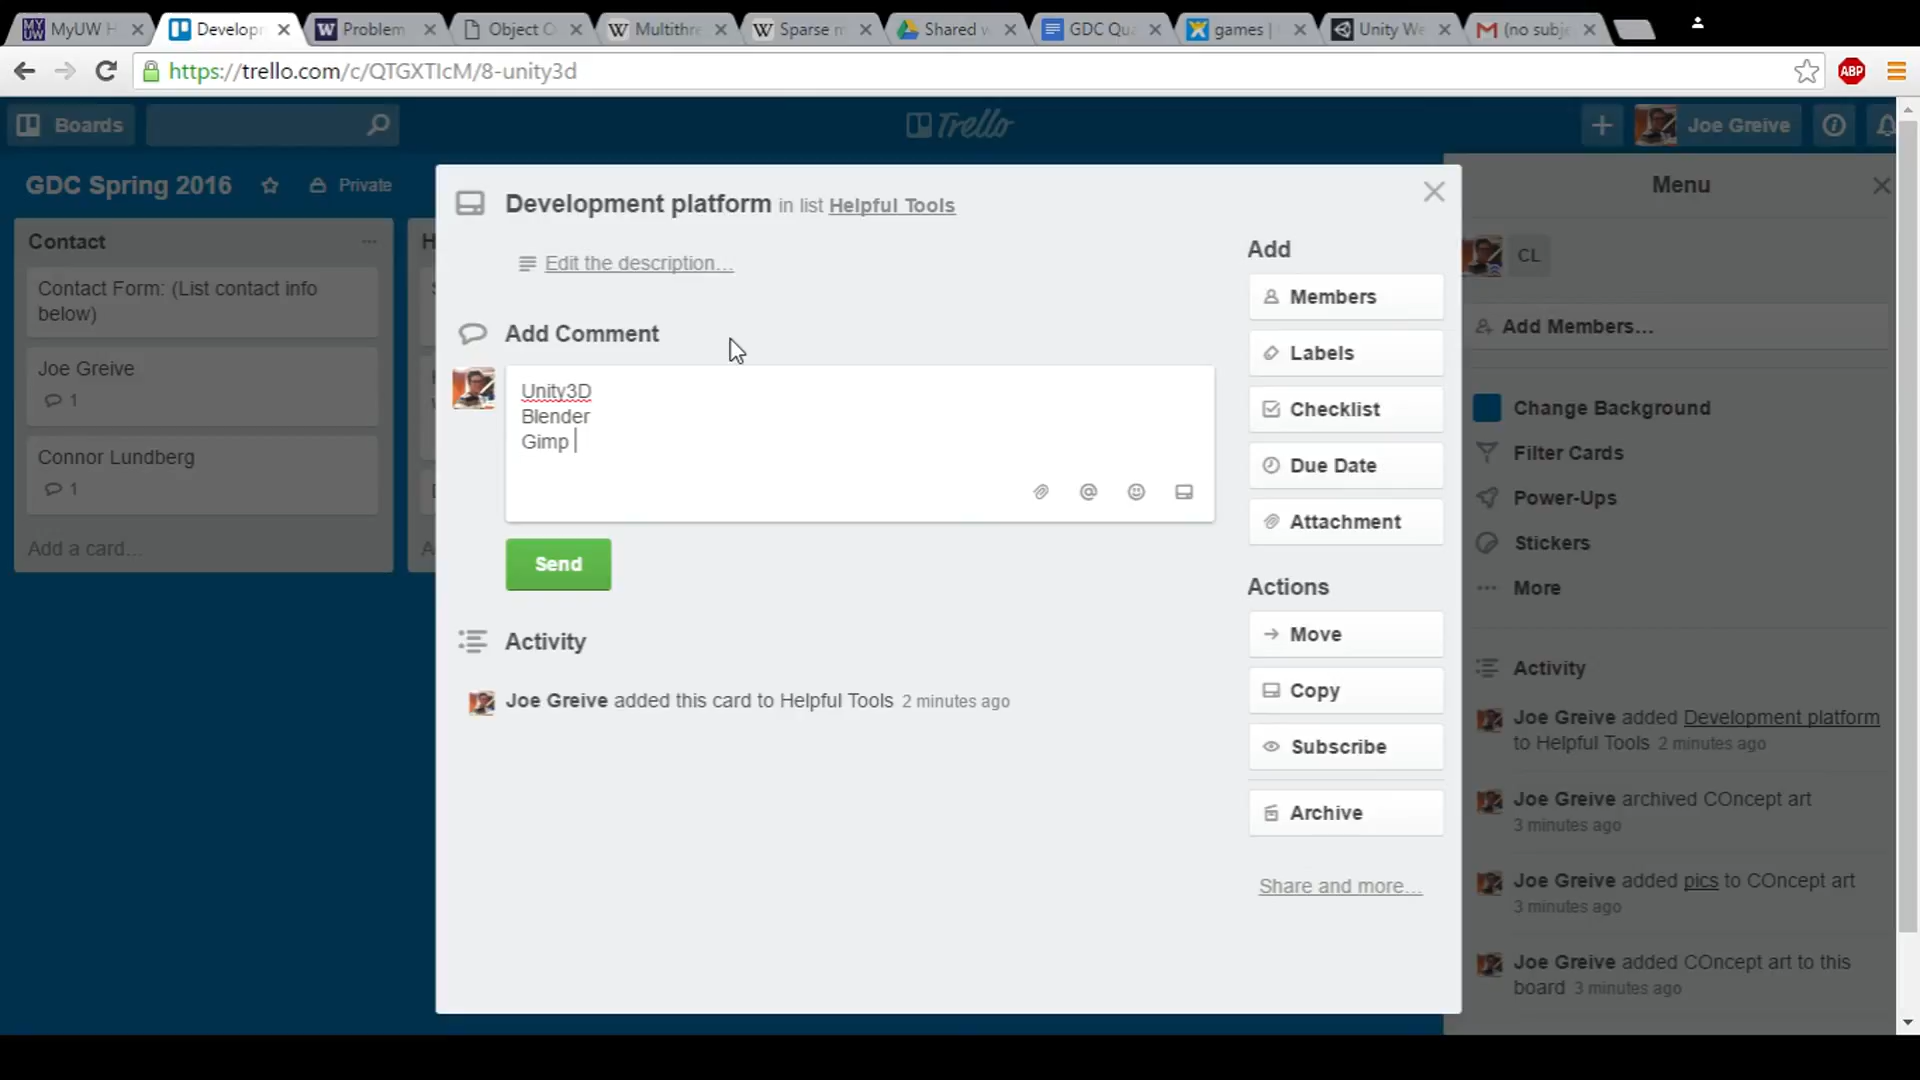 MyUW H
Develop
Problem
Object O
Multithre
Sparse m
Shared w
GDC Qua
games |
Unity We
(no subje
https://trello.com/c/QTGXTIcM/8-unity3d
ABP
Boards
Trello
Joe Greive
GDC Spring 2016
Private
Contact
Contact Form: (List contact info
below)
Joe Greive
1
Connor Lundberg
1
Add a card...
Development platform in list Helpful Tools
Edit the description...
Add Comment
Unity3D
Blender
Gimp
Send
Activity
Joe Greive added this card to Helpful Tools 2 minutes ago
Add
Members
Labels
Checklist
Due Date
Attachment
Actions
Move
Copy
Subscribe
Archive
Share and more...
Menu
CL
Add Members...
Change Background
Filter Cards
Power-Ups
Stickers
More
Activity
Joe Greive added Development platform
to Helpful Tools 2 minutes ago
Joe Greive archived COncept art
3 minutes ago
Joe Greive added pics to COncept art
3 minutes ago
Joe Greive added COncept art to this
board 3 minutes ago